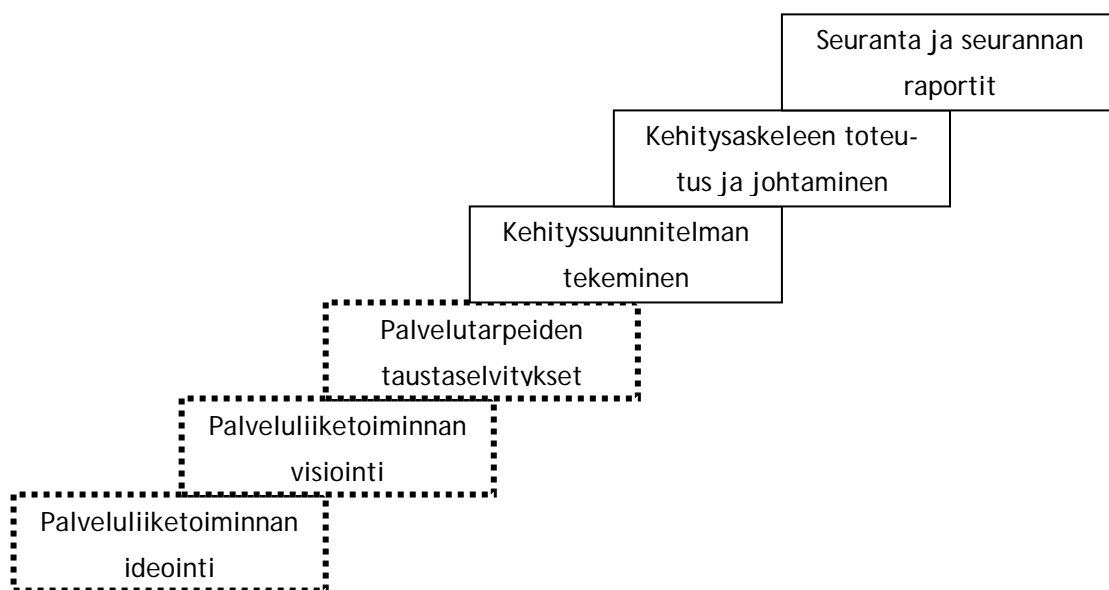 Seuranta ja seurannan
raportit
Kehitysaskeleen toteu-
tus ja johtaminen
Kehityssuunnitelman
tekeminen
Palvelutarpeiden
taustaselvitykset
Palveluliiketoiminnan
visiointi
Palveluliiketoiminnan
ideointi